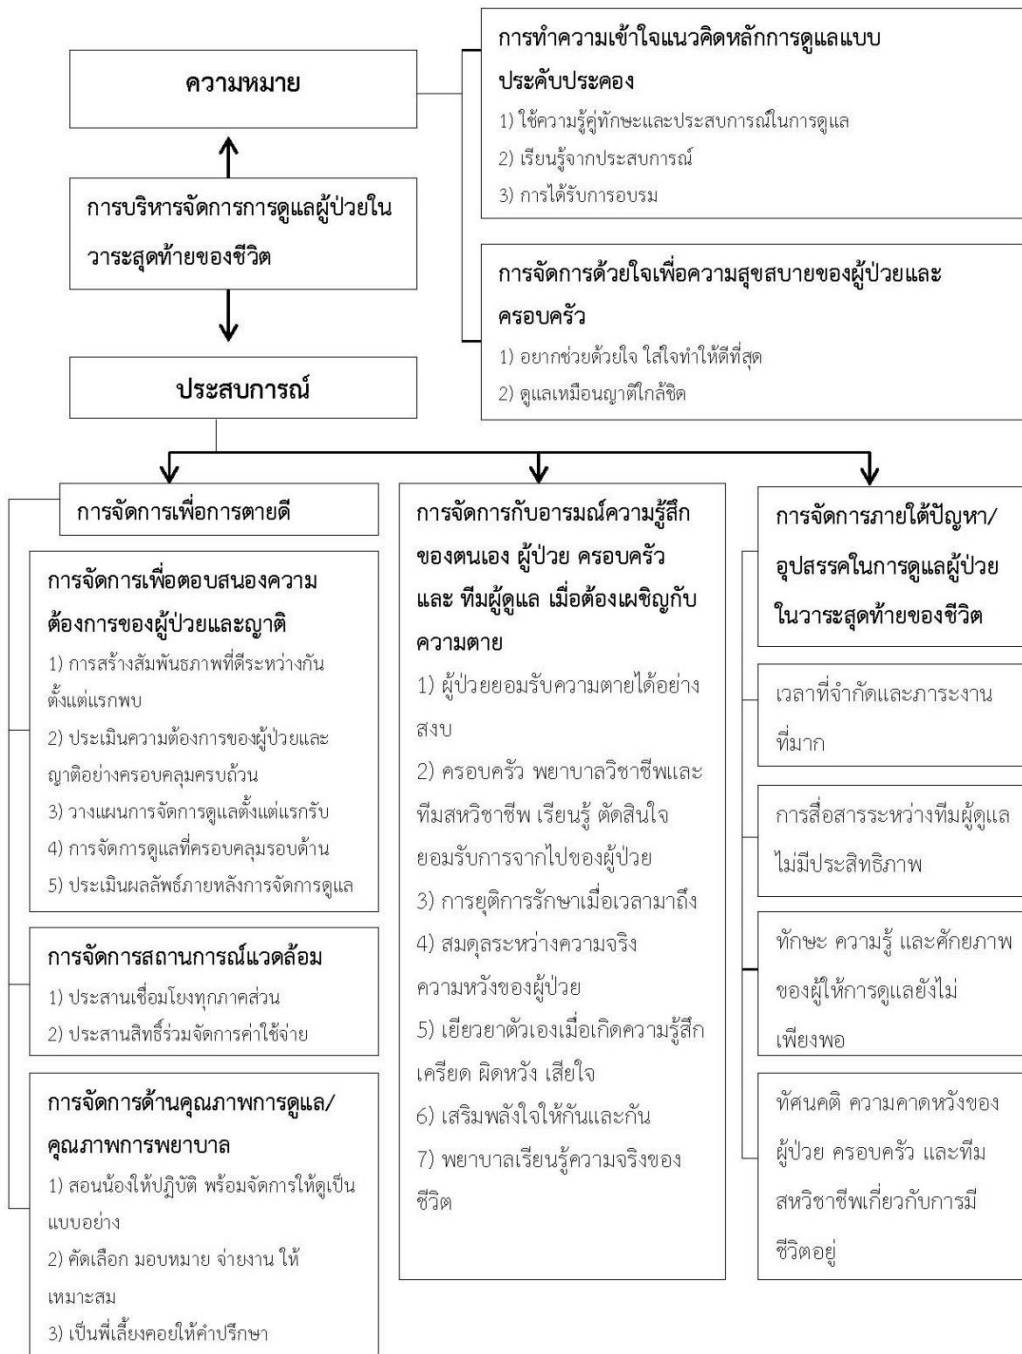 ความหมาย
การบริหารจัดการการดูแลผู้ป่วยใน
วาระสุดท้ายของชีวิต
ประสบการณ์
การทำความเข้าใจแนวคิดหลักการดูแลแบบ
ประคับประคอง
1) ใช้ความรู้คู่ทักษะและประสบการณ์ในการดูแล
2) เรียนรู้จากประสบการณ์
3) การได้รับการอบรม
การจัดการด้วยใจเพื่อความสุขสบายของผู้ป่วยและ
ครอบครัว
1) อยากช่วยด้วยใจ ใส่ใจทำให้ดีที่สุด
2) ดูแลเหมือนญาติใกล้ชิด
การจัดการเพื่อการตายดี
การจัดการเพื่อตอบสนองความ
ต้องการของผู้ป่วยและญาติ
1) การสร้างสัมพันธภาพที่ดีระหว่างกัน
ตั้งแต่แรกพบ
2) ประเมินความต้องการของผู้ป่วยและ
ญาติอย่างครอบคลุมครบถ้วน
3) วางแผนการจัดการดูแลตั้งแต่แรกรับ
4) การจัดการดูแลที่ครอบคลุมรอบด้าน
5) ประเมินผลลัพธ์ภายหลังการจัดการดูแล
การจัดการสถานการณ์แวดล้อม
1) ประสานเชื่อมโยงทุกภาคส่วน
2) ประสานสิทธิ์ร่วมจัดการค่าใช้จ่าย
การจัดการด้านคุณภาพการดูแล/
คุณภาพการพยาบาล
1) สอนน้องให้ปฏิบัติ พร้อมจัดการให้ดูเป็น
แบบอย่าง
2) คัดเลือก มอบหมาย จ่ายงาน ให้
เหมาะสม
3) เป็นพี่เลี้ยงคอยให้คำปรึกษา
การจัดการกับอารมณ์ความรู้สึก
ของตนเอง ผู้ป่วย ครอบครัว
และ ทีมผู้ดูแล เมื่อต้องเผชิญกับ
ความตาย
1) ผู้ป่วยยอมรับความตายได้อย่าง
สงบ
2) ครอบครัว พยาบาลวิชาชีพและ
ทีมสหวิชาชีพ เรียนรู้ ตัดสินใจ
ยอมรับการจากไปของผู้ป่วย
3) การยุติการรักษาเมื่อเวลามาถึง
4) สมดุลระหว่างความจริง
ความหวังของผู้ป่วย
5) เยียวยาตัวเองเมื่อเกิดความรู้สึก
เครียด ผิดหวัง เสียใจ
6) เสริมพลังใจให้กันและกัน
7) พยาบาลเรียนรู้ความจริงของ
ชีวิต
การจัดการภายใต้ปัญหา/
อุปสรรคในการดูแลผู้ป่วย
ในวาระสุดท้ายของชีวิต
เวลาที่จำกัดและภาระงาน
ที่มาก
การสื่อสารระหว่างทีมผู้ดูแล
ไม่มีประสิทธิภาพ
ทักษะ ความรู้ และศักยภาพ
ของผู้ให้การดูแลยังไม่
เพียงพอ
ทัศนคติ ความคาดหวังของ
ผู้ป่วย ครอบครัว และทีม
สหวิชาชีพเกี่ยวกับการมี
ชีวิตอยู่